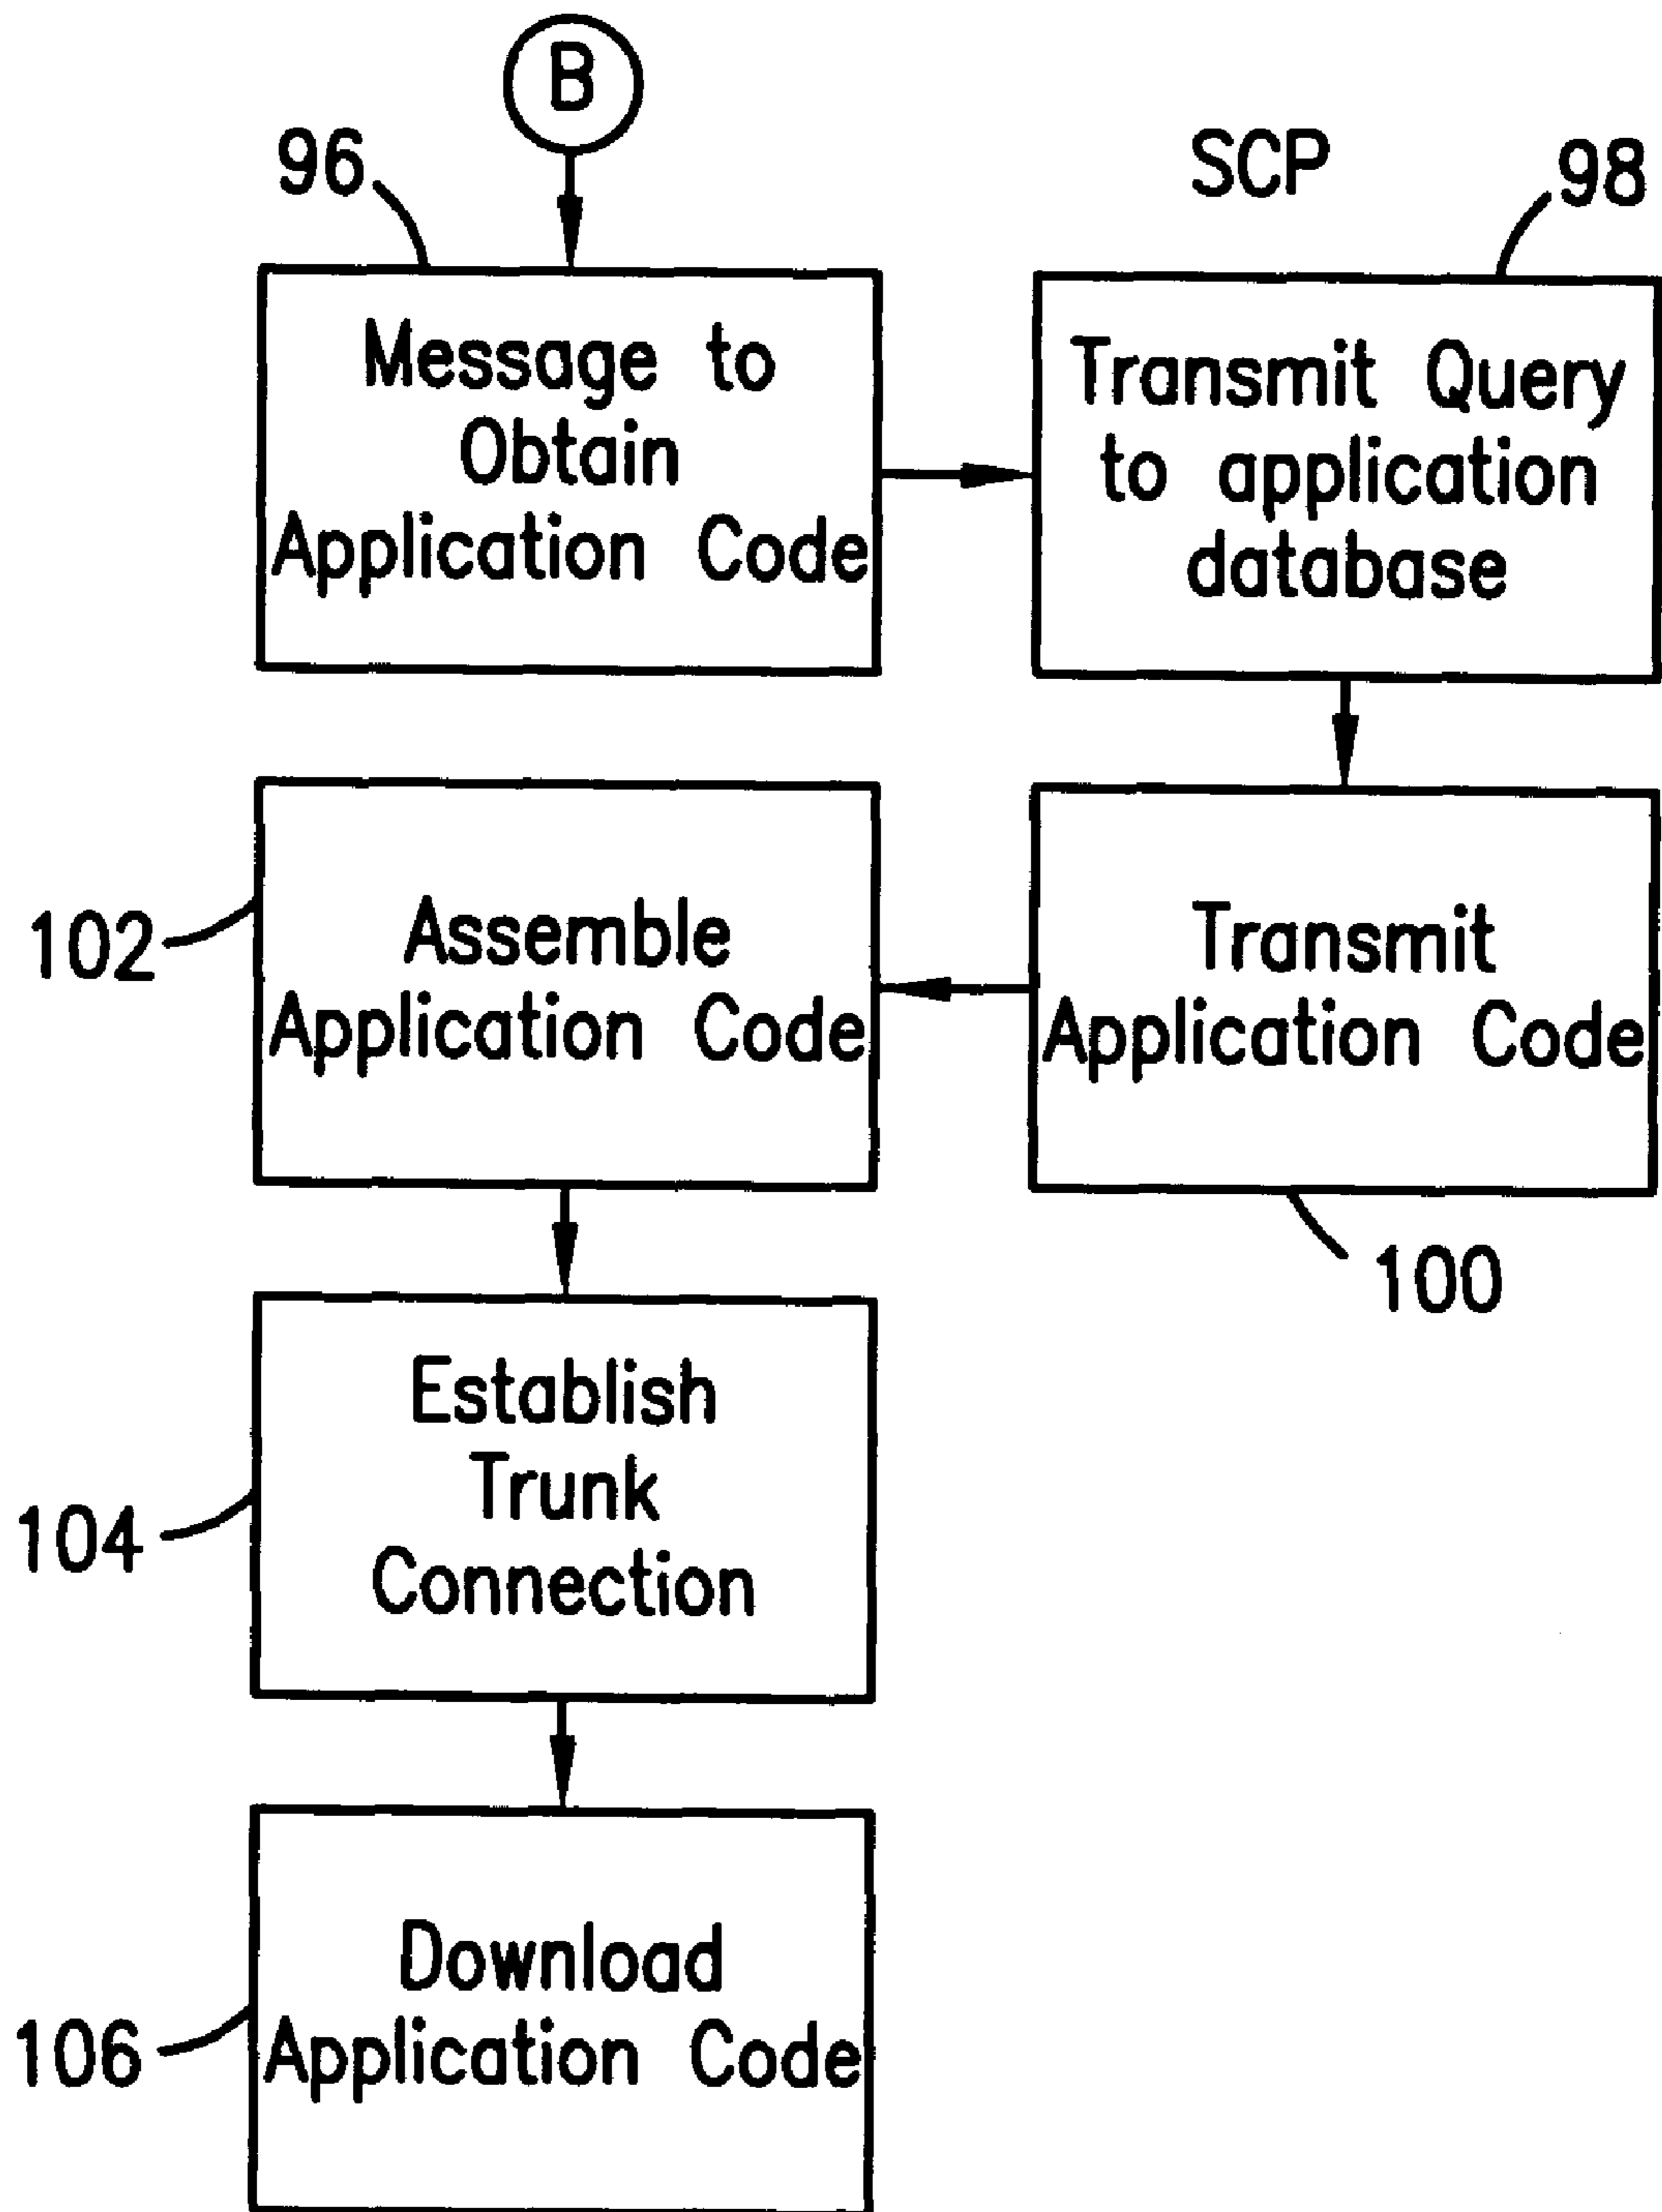 B
96
SCP
98
Message to
Obtain
Application Code
Transmit Query
to application
database
102
Assemble
Application Code
Transmit
Application Code
100
104
Establish
Trunk
Connection
106
Download
Application Code